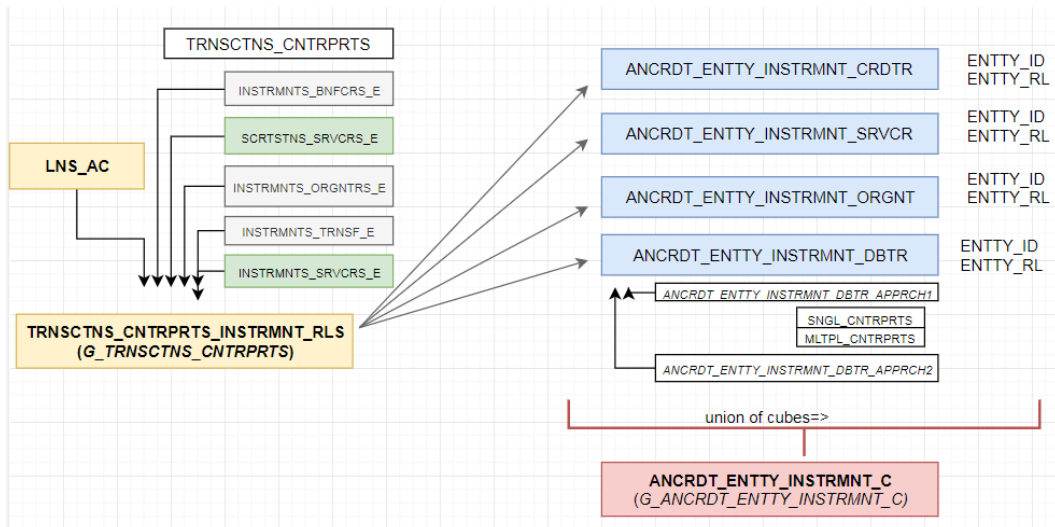 TRNSCTNS_CNTRPRTS
INSTRMNTS_BNFCRS_E
SCRTSTNS_SRVCRS_E
LNS_AC
INSTRMNTS_ORGNTRS_E
INSTRMNTS_TRNSF_E
INSTRMNTS_SRVCRS_E
TRNSCTNS_CNTRPRTS_INSTRMNT_RLS
(G_TRNSCTNS_CNTRPRTS)
ANCRDT_ENTTY_INSTRMNT_CRDTR
ENTTY_ID
ENTTY_RL
ANCRDT_ENTTY_INSTRMNT_SRVCR
ENTTY_ID
ENTTY_RL
ANCRDT_ENTTY_INSTRMNT_ORGNT
ENTTY_ID
ENTTY_RL
ANCRDT_ENTTY_INSTRMNT_DBTR
ENTTY_ID
ENTTY_RL
ANCRDT_ENTTY_INSTRMNT_DBTR_APPRCH1
SNGL_CNTRPRTS
MLTPL_CNTRPRTS
ANCRDT_ENTTY_INSTRMNT_DBTR_APPRCH2
union of cubes=>
ANCRDT_ENTTY_INSTRMNT_C
(G_ANCRDT_ENTTY_INSTRMNT_C)